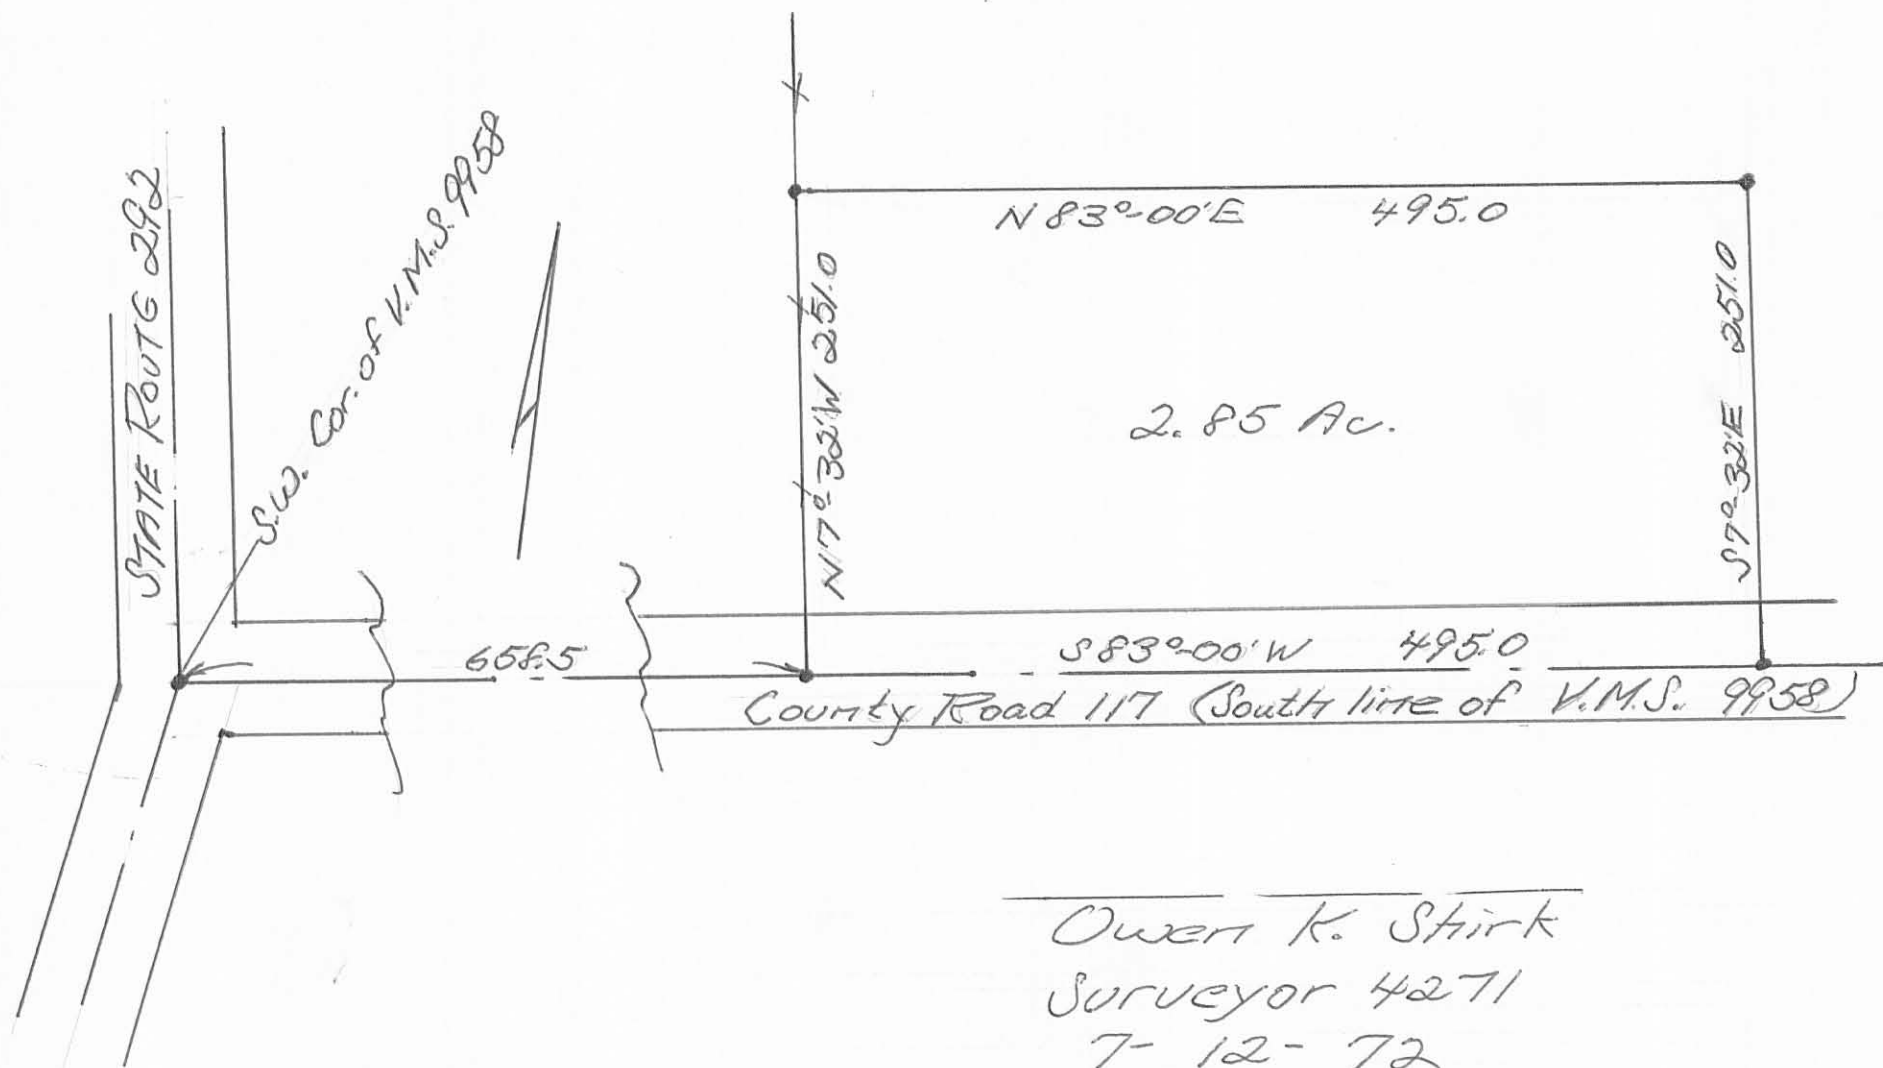 STATE ROUTE 292
S.W. Cor. of V.M.S. 9958
N 83°-00'E 495.0
N 7°-32'W 251.0
2.85 Ac.
S 7°-32'E 251.0
658.5
S 83°-00'W 495.0
County Road 117 (South line of V.M.S. 9958)
Owen K. Shirk
Surveyor 4271
7-12-72